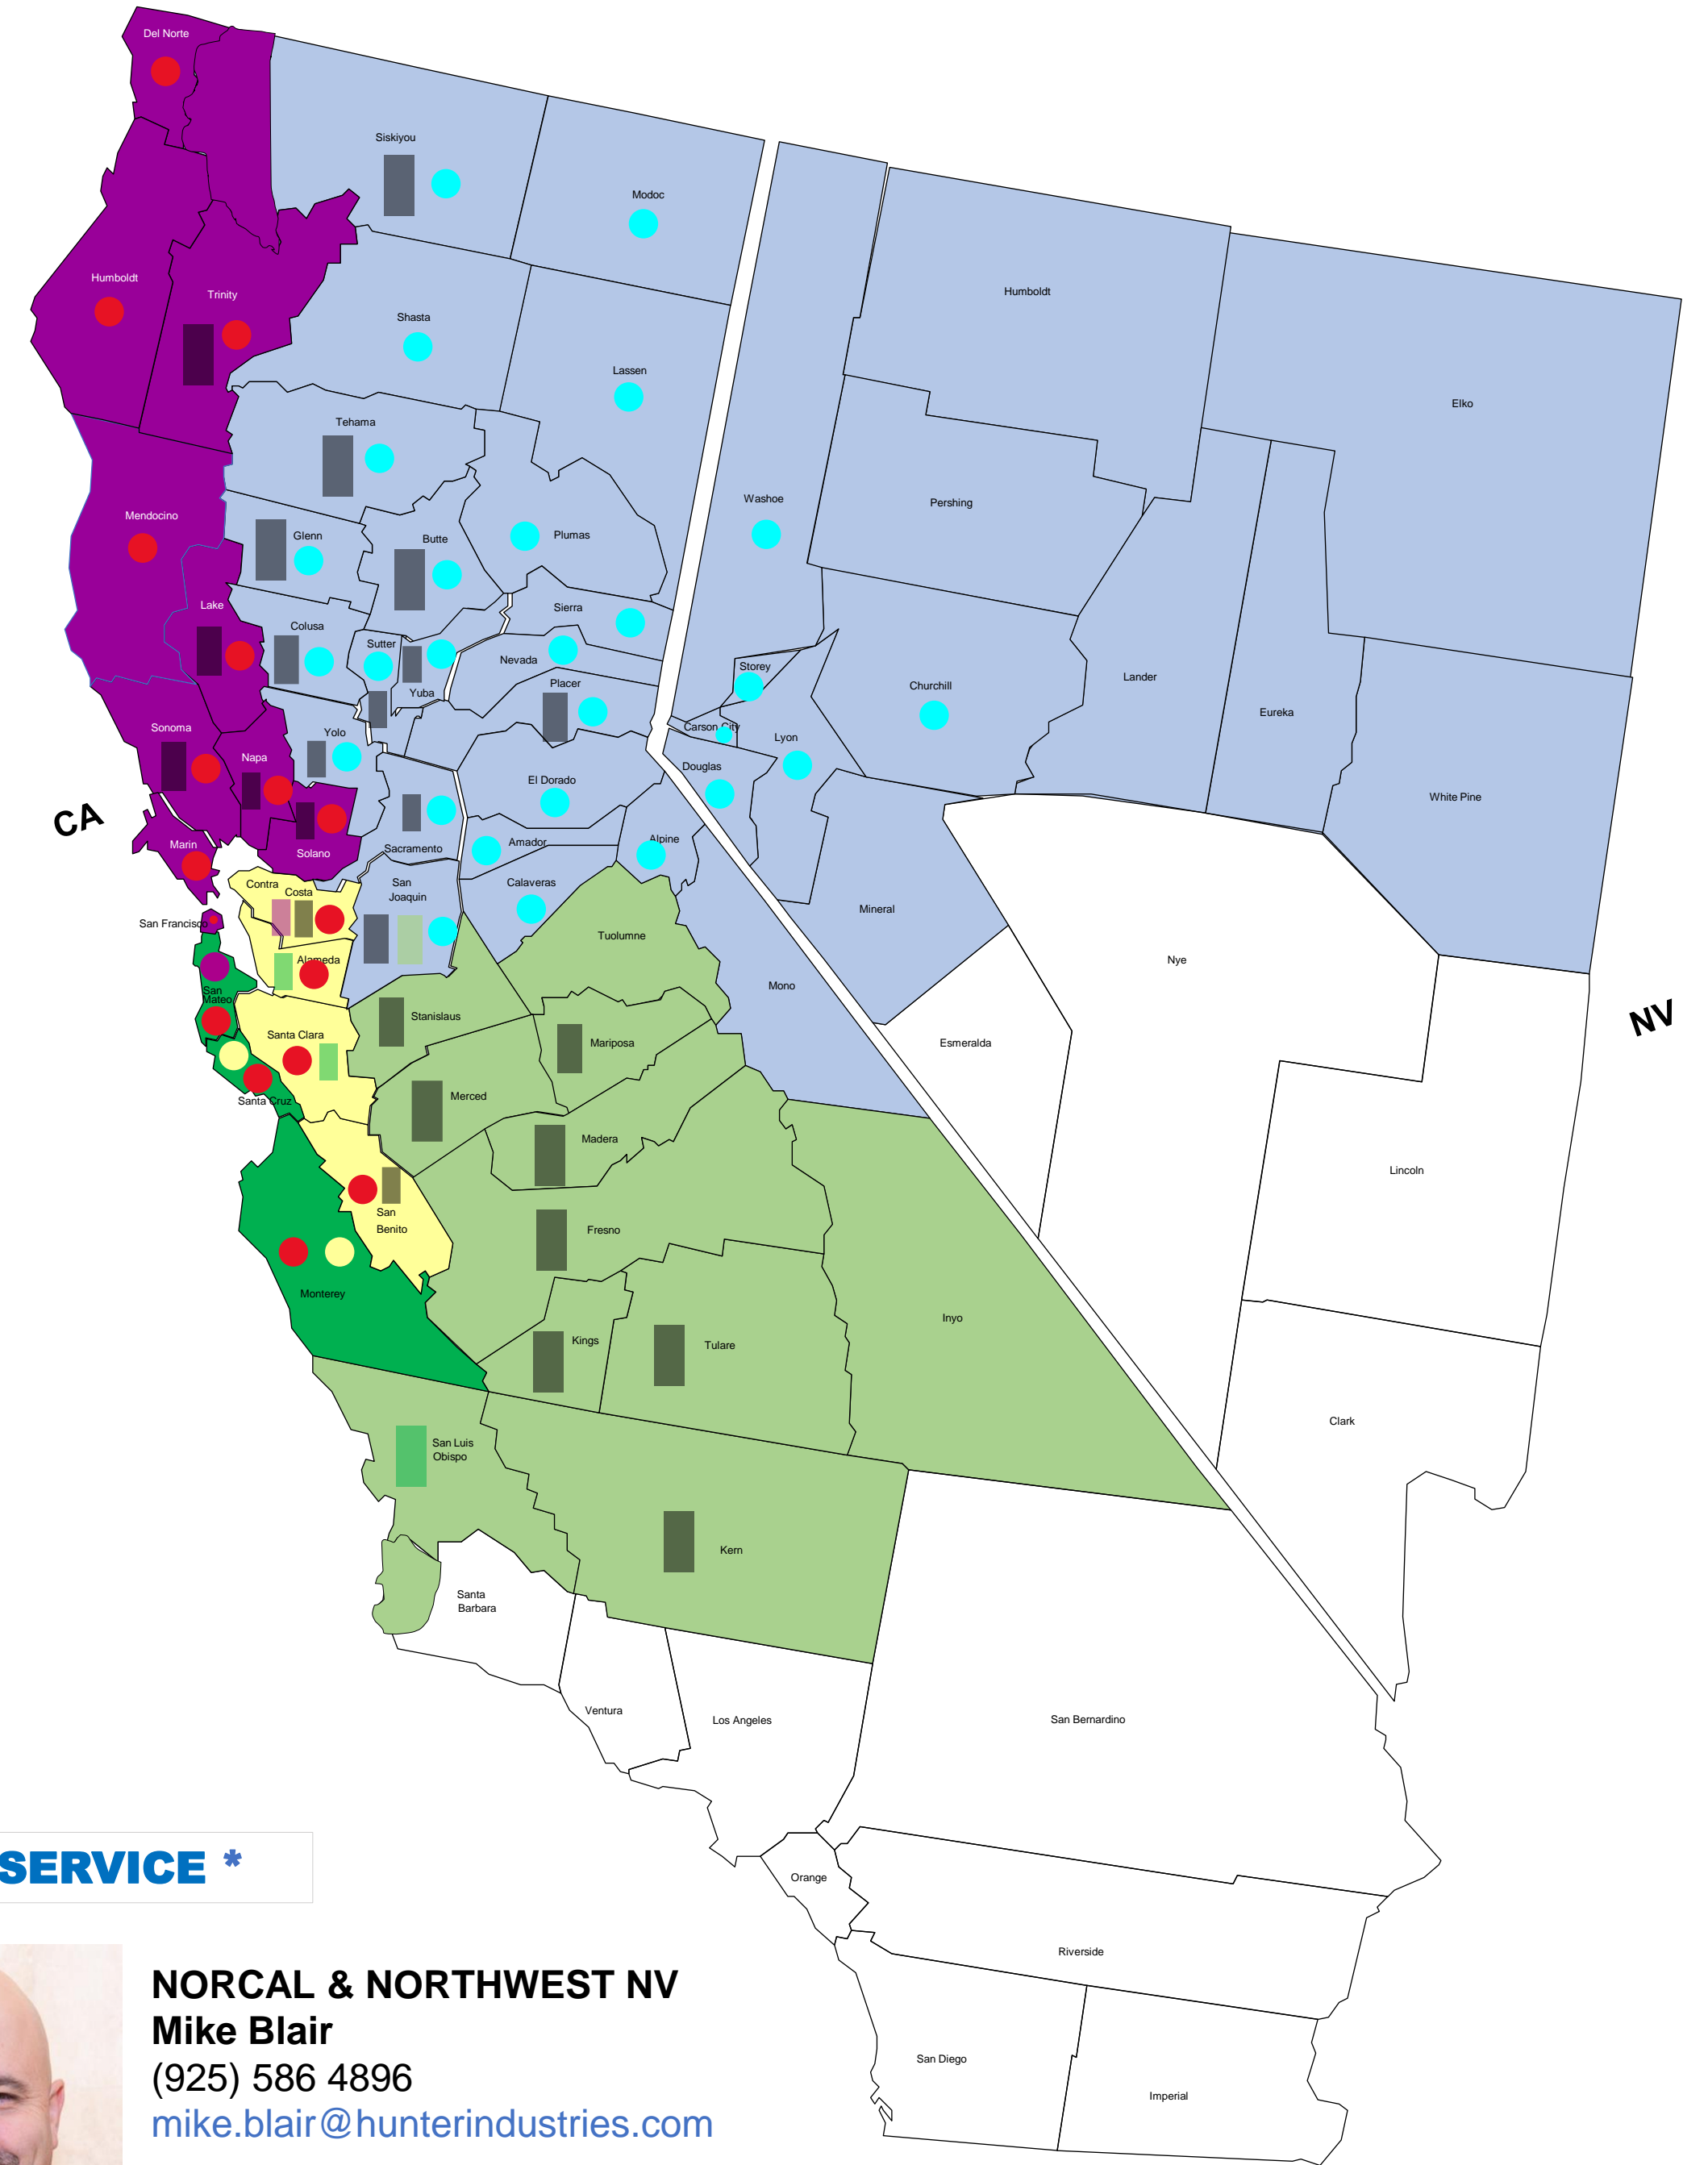 Del Norte
Siskiyou
Modoc
Humboldt
Trinity
Humboldt
Shasta
Lassen
Elko
Tehama
Washoe
Pershing
Mendocino
Glenn
Butte
Plumas
Lake
Colusa
Sierra
Sutter
Nevada
Storey
Lander
Yuba
Placer
Churchill
Eureka
Sonoma
Yolo
Carson City
Lyon
Napa
Douglas
El Dorado
White Pine
CA
Marin
Solano
Sacramento
Amador
Alpine
Contra
Costa
San
Joaquin
Calaveras
Mineral
San Francisco
Tuolumne
Alameda
Nye
San
Mateo
Mono
NV
Stanislaus
Santa Clara
Mariposa
Esmeralda
Merced
Santa Cruz
Madera
Lincoln
San
Benito
Fresno
Monterey
Inyo
Kings
Tulare
Clark
San Luis
Obispo
Kern
Santa
Barbara
Ventura
Los Angeles
San Bernardino
SERVICE *
Orange
Riverside
NORCAL & NORTHWEST NV
Mike Blair
(925) 586 4896
mike.blair@hunterindustries.com
San Diego
Imperial